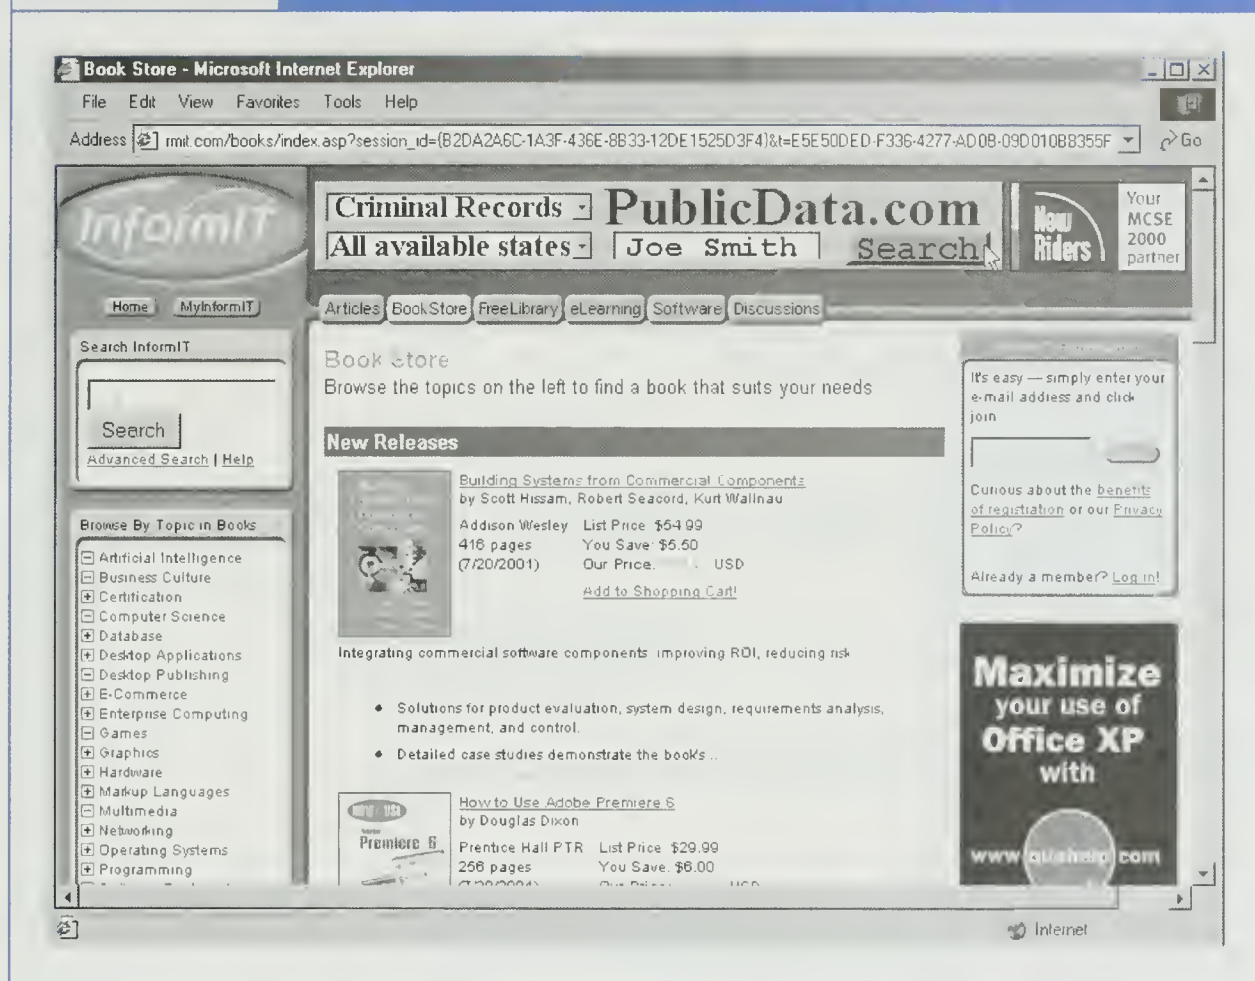 Book Store - Microsoft Internet Explorer
File Edit View Favorites Tools Help
Address rmit.com/books/index.asp?session_id={B2DA2A6C-1A3F-436E-8B33-12DE1525D3F4}&t=E5E50DED-F336-4277-AD0B-09D010BB355F Go
InformIT
Criminal Records PublicData.com
All available states Joe Smith Search
New Riders
Your
MCSE
2000
partner
Home MyInformIT
Articles BookStore FreeLibrary eLearning Software Discussions
Search InformIT
Search
Advanced Search | Help
Browse By Topic in Books
Artificial Intelligence
Business Culture
Certification
Computer Science
Database
Desktop Applications
Desktop Publishing
E-Commerce
Enterprise Computing
Games
Graphics
Hardware
Markup Languages
Multimedia
Networking
Operating Systems
Programming
Book Store
Browse the topics on the left to find a book that suits your needs
New Releases
Building Systems from Commercial Components
by Scott Hissam, Robert Seacord, Kurt Wallnau
Addison Wesley List Price $54.99
416 pages You Save: $5.50
(7/20/2001) Our Price: USD
Add to Shopping Cart!
Integrating commercial software components improving ROI, reducing risk
• Solutions for product evaluation, system design, requirements analysis,
management, and control.
• Detailed case studies demonstrate the book's ..
How to Use Adobe Premiere 6
by Douglas Dixon
Premiere 6
Prentice Hall PTR List Price $29.99
256 pages You Save. $6.00
It's easy — simply enter your
e-mail address and click
join
Curious about the benefits
of registration or our Privacy
Policy?
Already a member? Log in!
Maximize
your use of
Office XP
with
www com
Internet